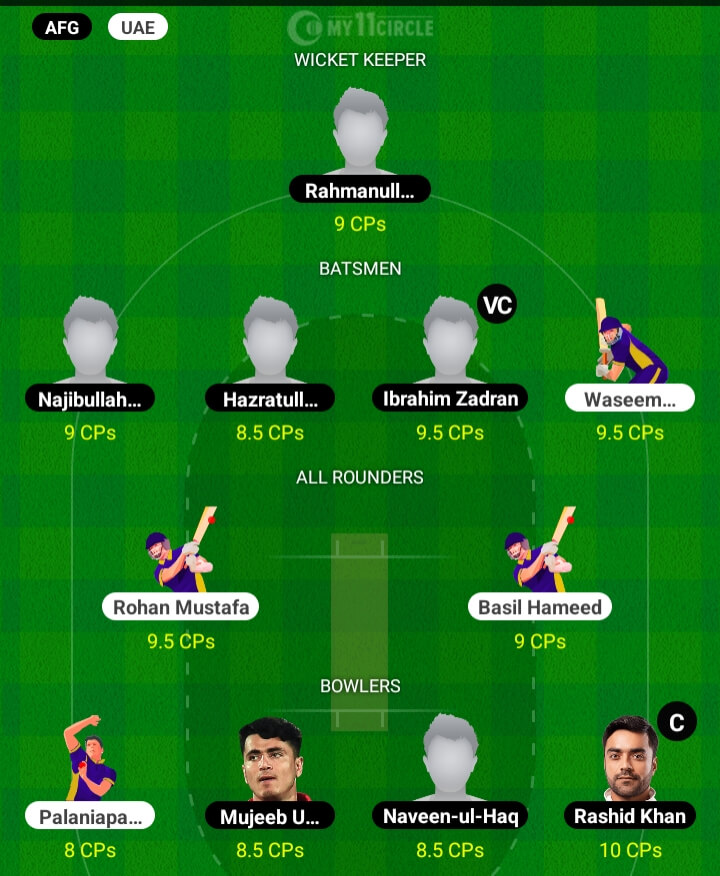 AFG
UAE
MY11CIRCLE
WICKET KEEPER
Rahmanull...
9 CPs
BATSMEN
VC
Najibullah...
Hazratull...
Ibrahim Zadran
Waseem...
9 CPs
8.5 CPs
9.5 CPs
9.5 CPs
ALL ROUNDERS
Rohan Mustafa
Basil Hameed
9.5 CPs
9 CPs
BOWLERS
C
Palaniapa...
Mujeeb U...
Naveen-ul-Haq
Rashid Khan
8 CPs
8.5 CPs
8.5 CPs
10 CPs